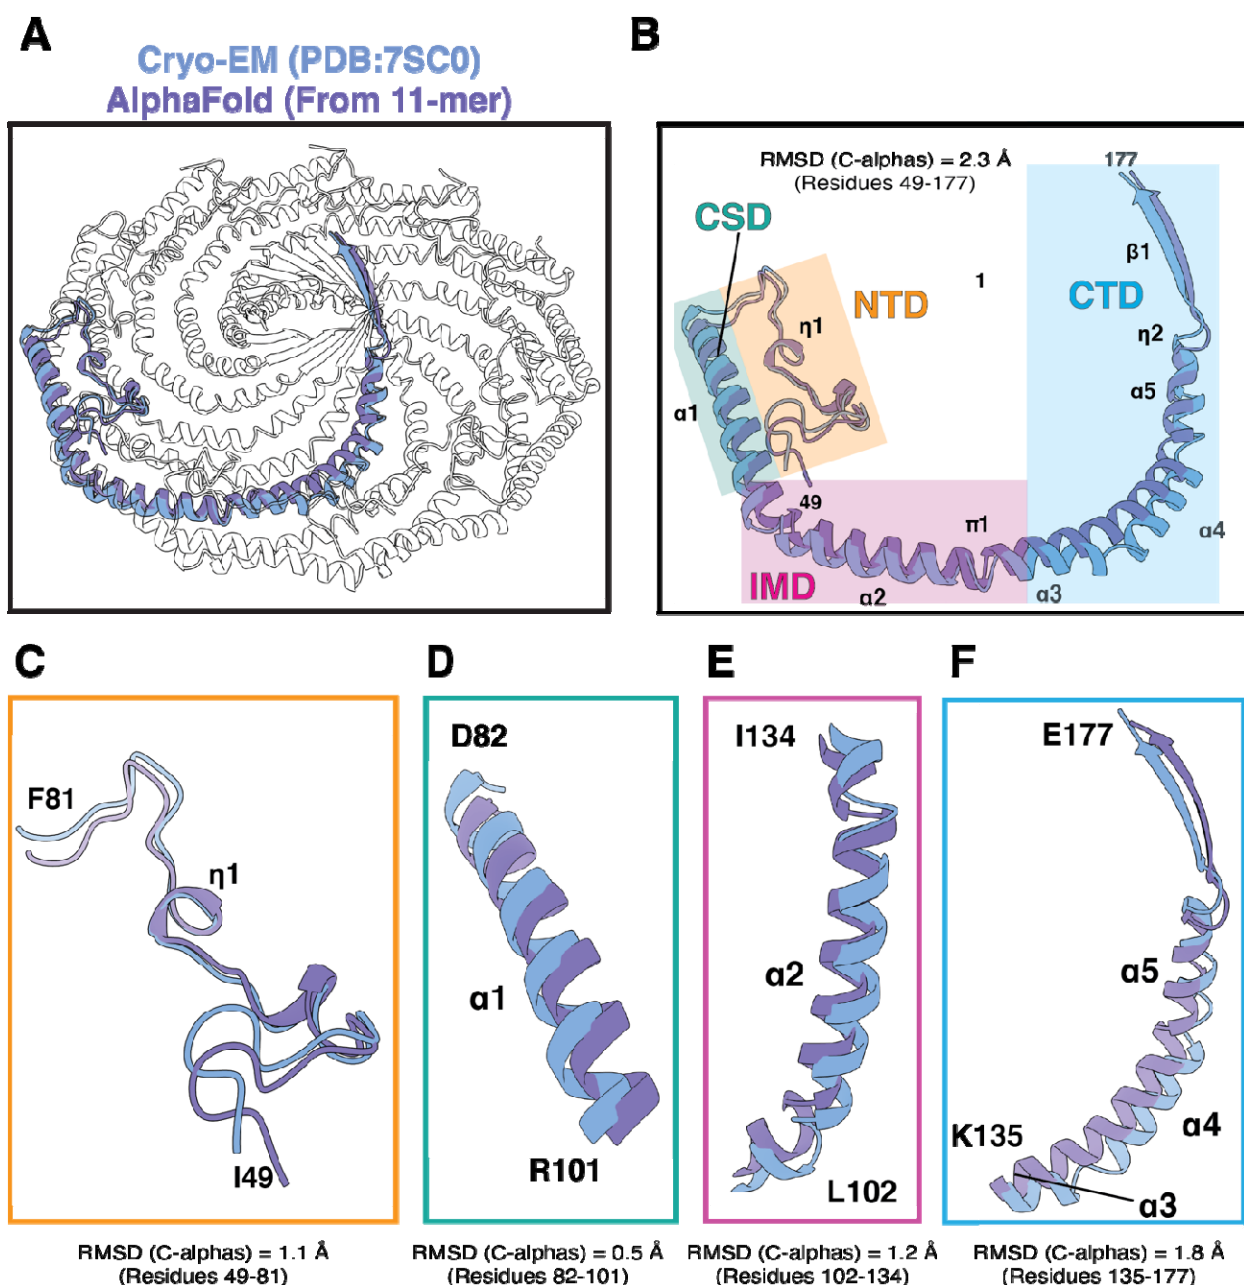 A
Cryo-EM (PDB:7SC0)
AlphaFold (From 11-mer)
B
RMSD (C-alphas) = 2.3 Å
(Residues 49-177)
177
CSD
NTD
1
β1
CTD
η1
η2
α1
α5
49
π1
α4
IMD
α2
α3
C
F81
η1
I49
RMSD (C-alphas) = 1.1 Å
(Residues 49-81)
D
D82
α1
R101
RMSD (C-alphas) = 0.5 Å
(Residues 82-101)
E
I134
α2
L102
RMSD (C-alphas) = 1.2 Å
(Residues 102-134)
F
E177
α5
K135
α4
α3
RMSD (C-alphas) = 1.8 Å
(Residues 135-177)